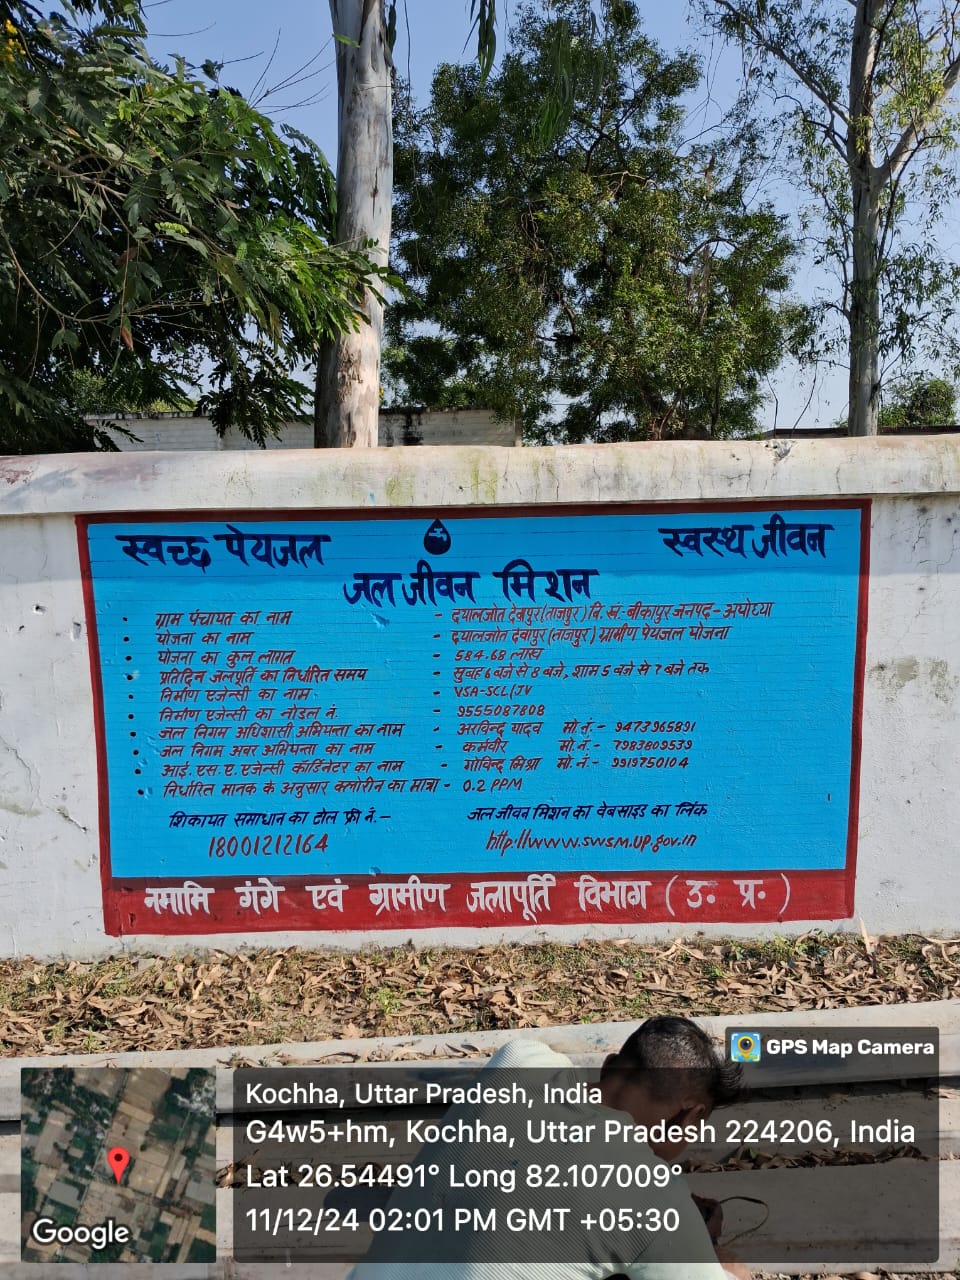 स्वच्छ पेयजल स्वस्थ जीवन
जल जीवन मिशन
• ग्राम पंचायत का नाम - दयालजोत देवापुर(ताजपुर) वि. खं. बीकापुर जनपद-अयोध्या
• योजना का नाम - दयालजोत देवापुर(ताजपुर) ग्रामीण पेयजल योजना
• योजना का कुल लागत - 584.68 लाख
• प्रतिदिन जलपूर्ति का निर्धारित समय - सुबह 6 बजे से 8 बजे, शाम 5 बजे से 7 बजे तक
• निर्माण एजेन्सी का नाम - VSA-SCL(JV
• निर्माण एजेन्सी का नोडल नं. - 9555087808
• जल निगम अधिशासी अभियन्ता का नाम - अरविन्द यादव मो.नं.- 9473965891
• जल निगम अवर अभियन्ता का नाम - कर्मवीर मो.नं.- 7983809539
• आई. एस. ए. एजेन्सी कॉर्डिनेटर का नाम - गोविन्द मिश्रा मो.नं.- 9919750104
• निर्धारित मानक के अनुसार क्लोरीन का मात्रा - 0.2 PPM
शिकायत समाधान का टोल फ्री नं.- जल जीवन मिशन का वेबसाइड का लिंक
18001212164 http://www.swsm.up.gov.in
नमामि गंगे एवं ग्रामीण जलापूर्ति विभाग (उ. प्र.)
GPS Map Camera
Kochha, Uttar Pradesh, India
G4w5+hm, Kochha, Uttar Pradesh 224206, India
Lat 26.54491° Long 82.107009°
11/12/24 02:01 PM GMT +05:30
Google